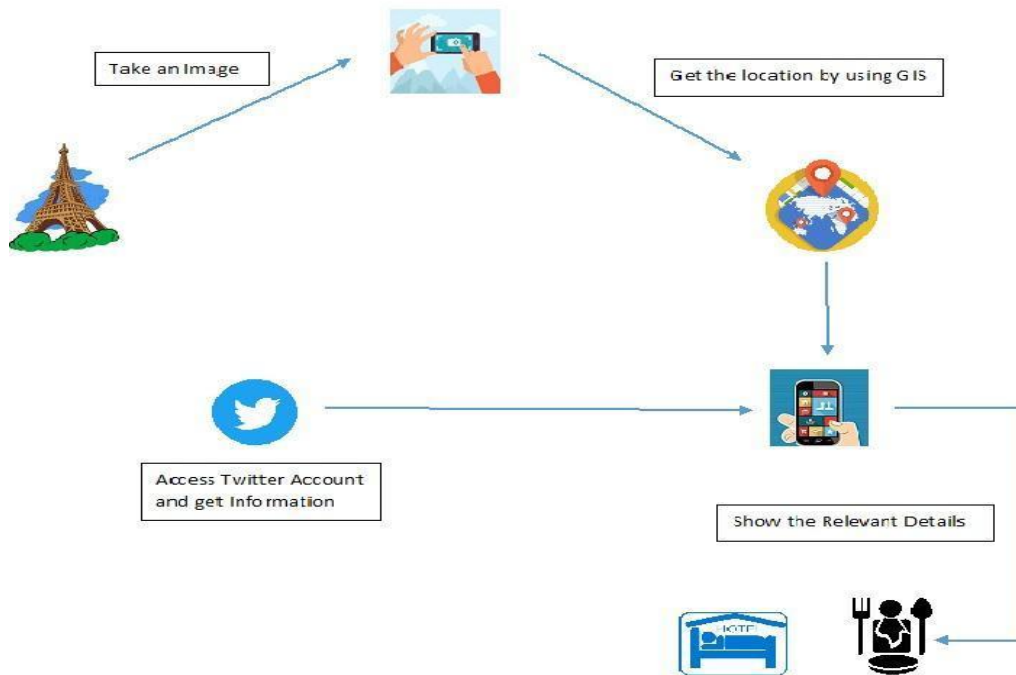 Take an Image
Get the location by using GIS
Access Twitter Account
and get Information
Show the Relevant Details
HOTEL